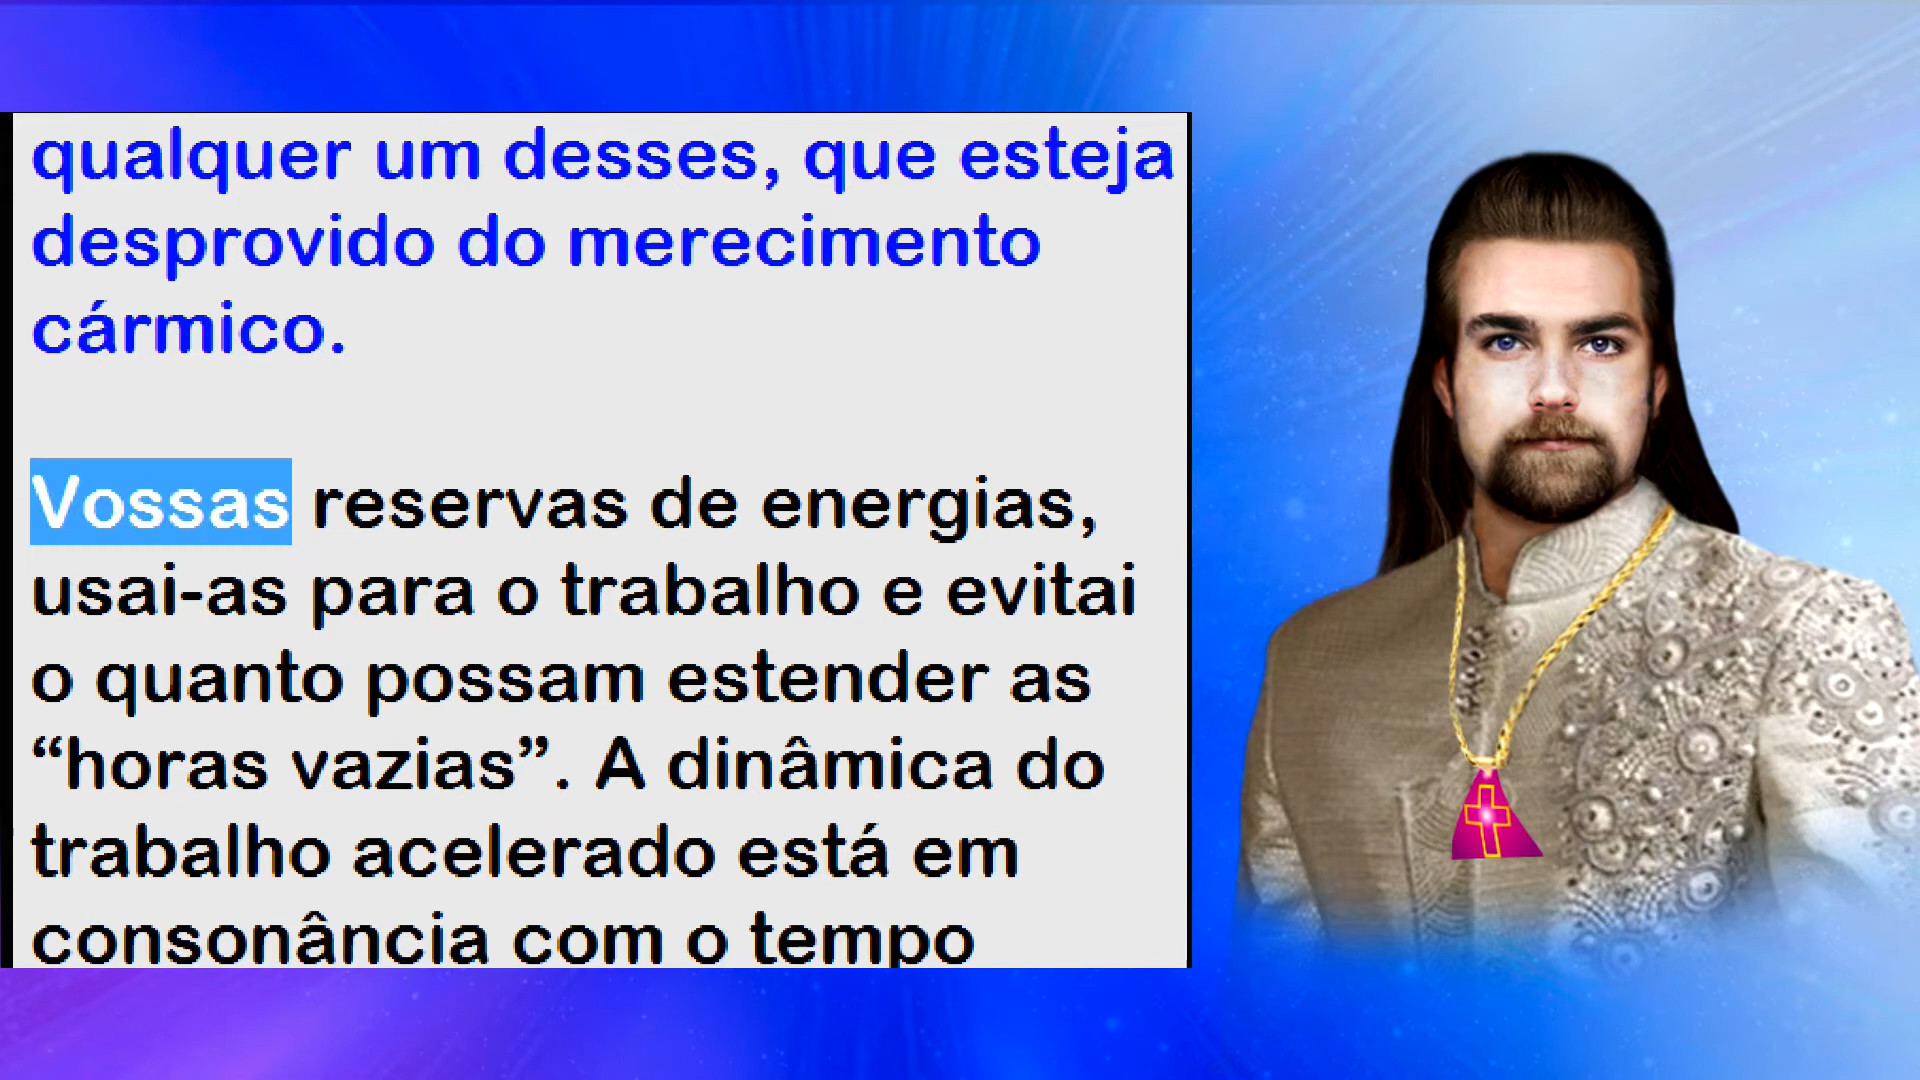 qualquer um desses, que esteja
desprovido do merecimento
cármico.
Vossas reservas de energias,
usai-as para o trabalho e evitai
o quanto possam estender as
“horas vazias”. A dinâmica do
trabalho acelerado está em
consonância com o tempo